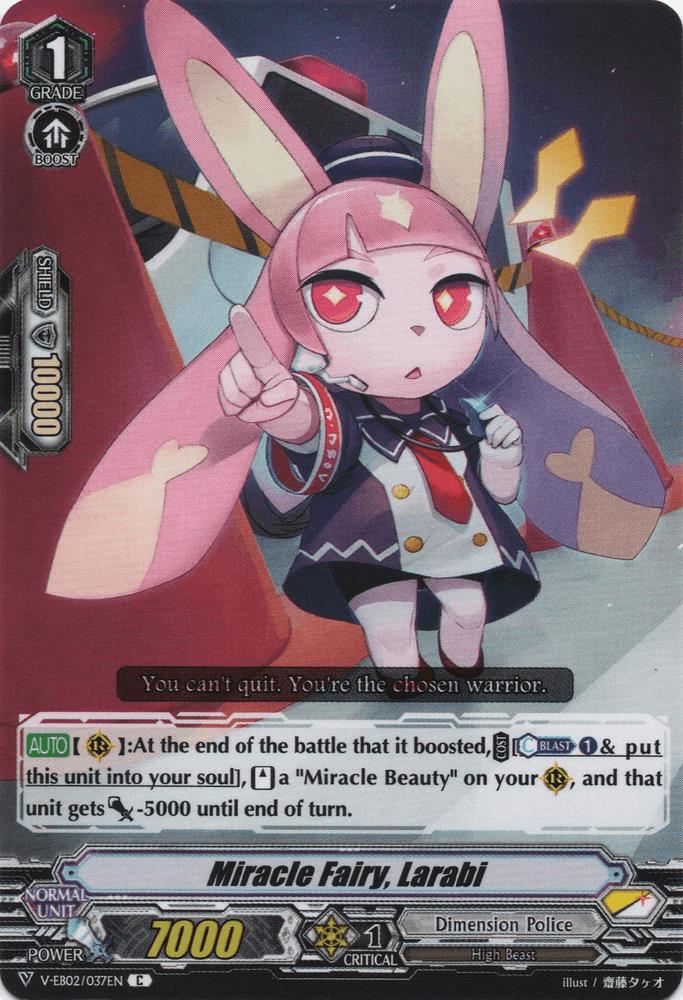 1
GRADE
BOOST
SHIELD
10000
You can't quit. You're the chosen warrior.
AUTO【R】:At the end of the battle that it boosted, COST [C BLAST 1 & put
this unit into your soul], a "Miracle Beauty" on your R, and that
unit gets -5000 until end of turn.
Miracle Fairy, Larabi
NORMAL
UNIT
POWER
7000
1
CRITICAL
Dimension Police
High Beast
V-EB02/037EN C
illust / 齋藤タケオ